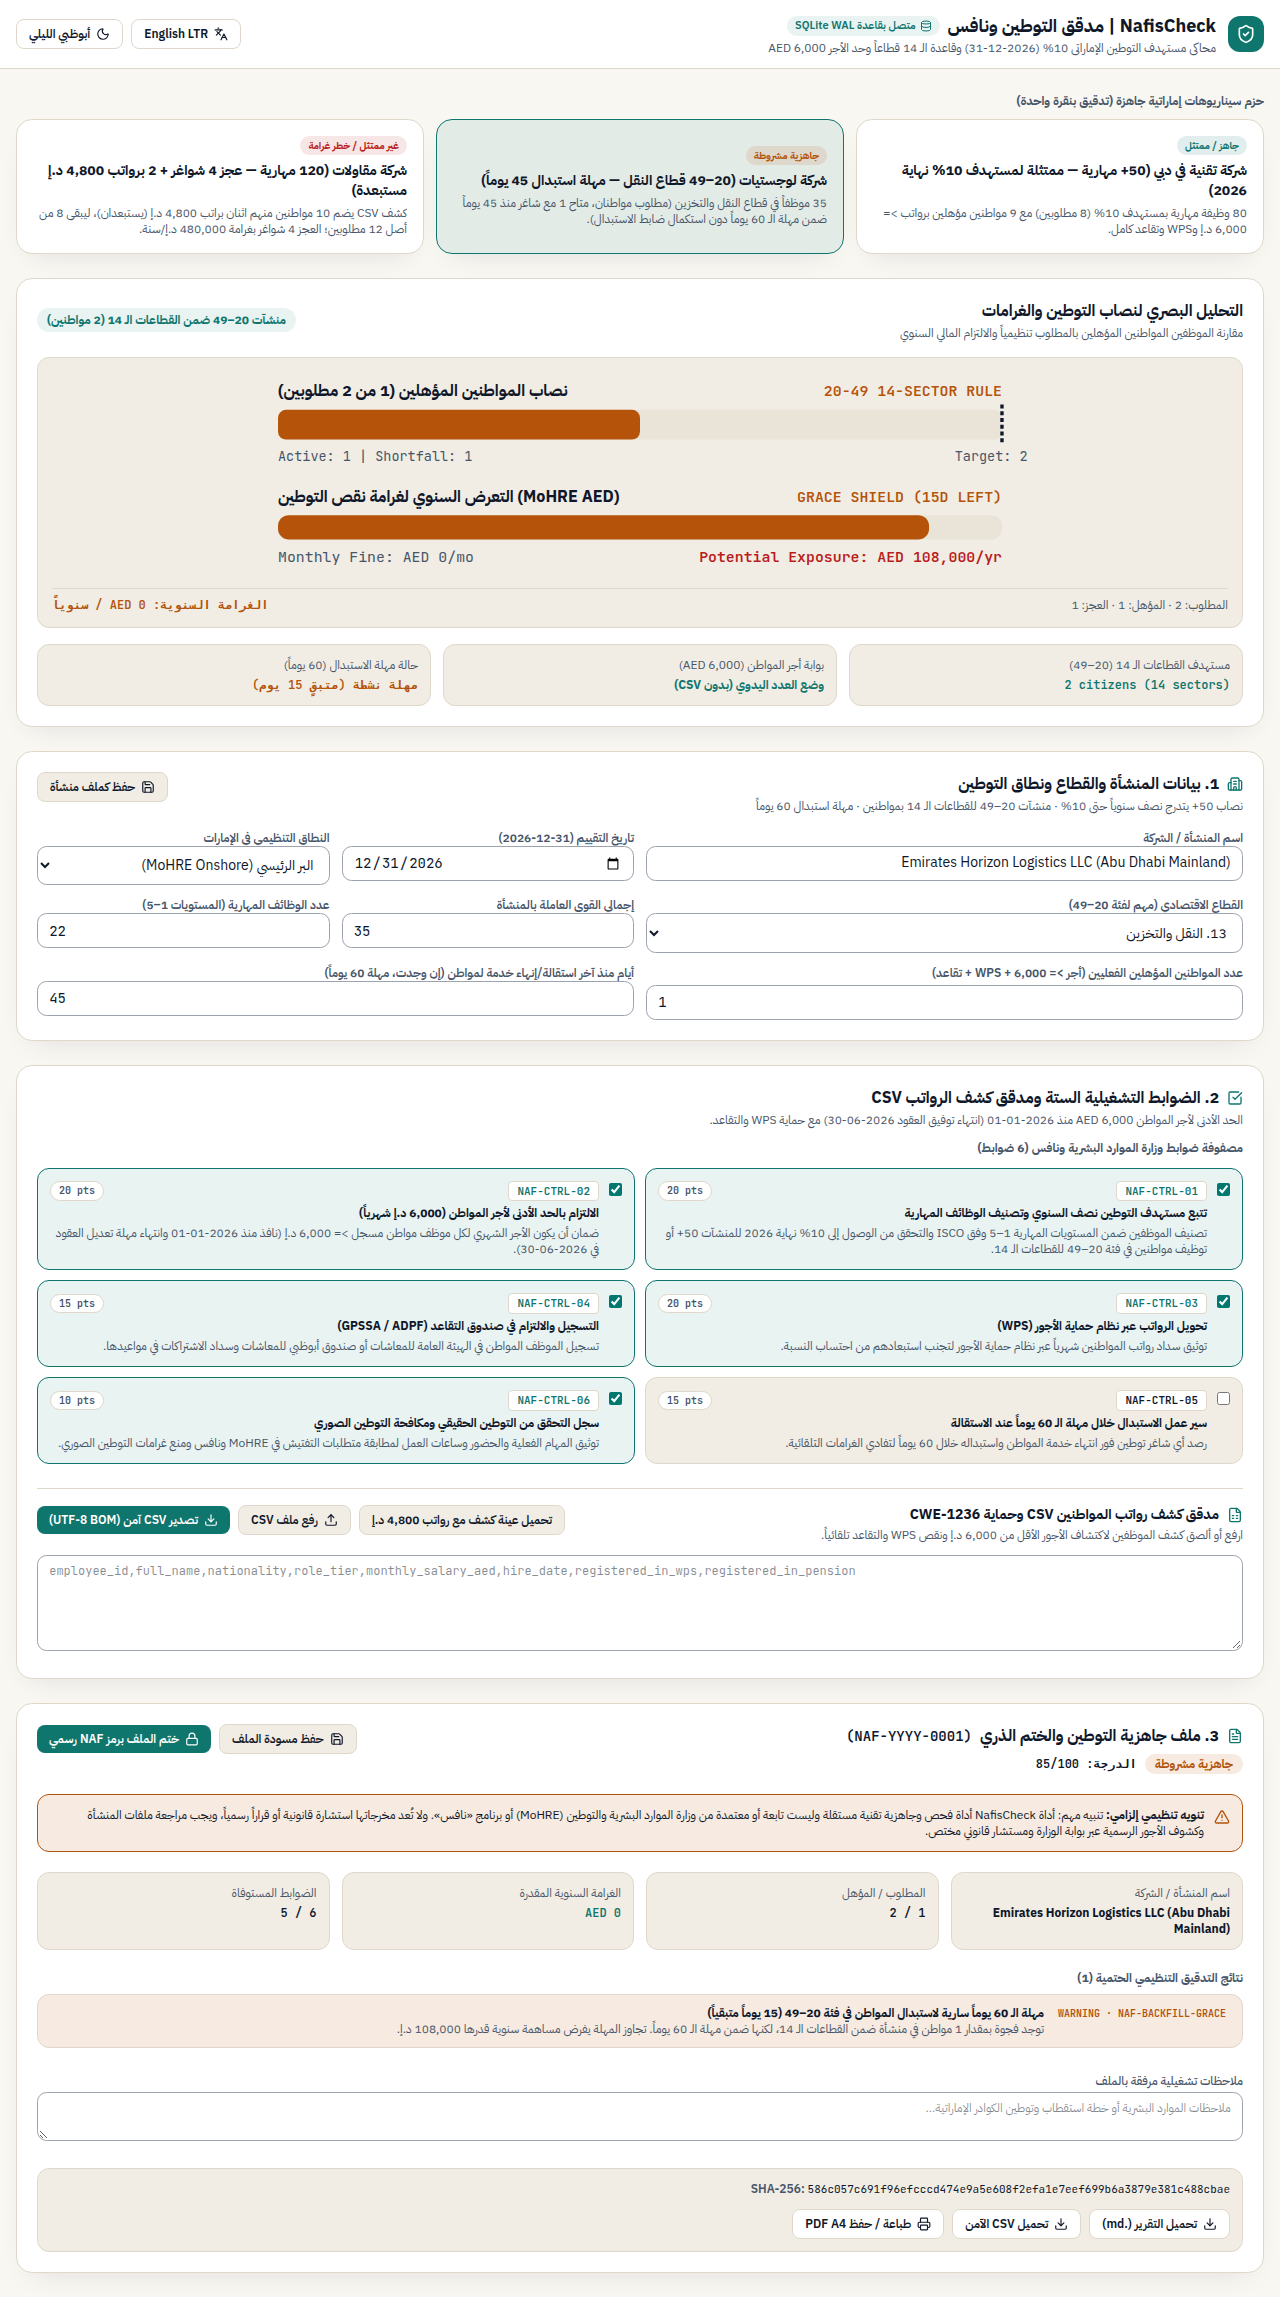 NafisCheck | مدقق التوطين ونافس
متصل بقاعدة SQLite WAL
محاكي مستهدف التوطين الإماراتي 10% (2026-12-31) وقاعدة الـ 14 قطاعاً وحد الأجر AED 6,000
English LTR
أبوظبي الليلي
حزم سيناريوهات إماراتية جاهزة (تدقيق بنقرة واحدة)
جاهز / ممتثل
شركة تقنية في دبي (50+ مهارية — ممتثلة لمستهدف 10% نهاية 2026)
80 وظيفة مهارية بمستهدف 10% (8 مطلوبين) مع 9 مواطنين مؤهلين برواتب >= 6,000 د.إ وWPS وتقاعد كامل.
جاهزية مشروطة
شركة لوجستيات (20–49 قطاع النقل — مهلة استبدال 45 يوماً)
35 موظفاً في قطاع النقل والتخزين (مطلوب مواطنان، متاح 1 مع شاغر منذ 45 يوماً ضمن مهلة الـ 60 يوماً دون استكمال ضابط الاستبدال).
غير ممتثل / خطر غرامة
شركة مقاولات (120 مهارية — عجز 4 شواغر + 2 برواتب 4,800 د.إ مستبعدة)
كشف CSV يضم 10 مواطنين منهم اثنان براتب 4,800 د.إ (يستبعدان)، ليبقى 8 من أصل 12 مطلوبين؛ العجز 4 شواغر بغرامة 480,000 د.إ/سنة.
التحليل البصري لنصاب التوطين والغرامات
مقارنة الموظفين المواطنين المؤهلين بالمطلوب تنظيمياً والالتزام المالي السنوي
منشآت 20–49 ضمن القطاعات الـ 14 (2 مواطنين)
نصاب المواطنين المؤهلين (1 من 2 مطلوبين)
20-49 14-SECTOR RULE
Active: 1 | Shortfall: 1
Target: 2
التعرض السنوي لغرامة نقص التوطين (MoHRE AED)
GRACE SHIELD (15D LEFT)
Monthly Fine: AED 0/mo
Potential Exposure: AED 108,000/yr
المطلوب: 2 · المؤهل: 1 · العجز: 1
الغرامة السنوية: AED 0 / سنوياً
مستهدف القطاعات الـ 14 (20–49)
2 citizens (14 sectors)
بوابة أجر المواطن (AED 6,000)
وضع العدد اليدوي (بدون CSV)
حالة مهلة الاستبدال (60 يوماً)
مهلة نشطة (متبقٍ 15 يوم)
1. بيانات المنشأة والقطاع ونطاق التوطين
نصاب 50+ يتدرج نصف سنوياً حتى 10% · منشآت 20–49 للقطاعات الـ 14 بمواطنين · مهلة استبدال 60 يوماً
حفظ كملف منشأة
اسم المنشأة / الشركة
Emirates Horizon Logistics LLC (Abu Dhabi Mainland)
تاريخ التقييم (2026-12-31)
12/31/2026
النطاق التنظيمي في الإمارات
البر الرئيسي (MoHRE Onshore)
القطاع الاقتصادي (مهم لفئة 20–49)
13. النقل والتخزين
إجمالي القوى العاملة بالمنشأة
35
عدد الوظائف المهارية (المستويات 1–5)
22
عدد المواطنين المؤهلين الفعليين (أجر >= 6,000 + WPS + تقاعد)
1
أيام منذ آخر استقالة/إنهاء خدمة لمواطن (إن وجدت، مهلة 60 يوماً)
45
2. الضوابط التشغيلية الستة ومدقق كشف الرواتب CSV
الحد الأدنى لأجر المواطن AED 6,000 منذ 2026-01-01 (انتهاء توفيق العقود 2026-06-30) مع حماية WPS والتقاعد.
مصفوفة ضوابط وزارة الموارد البشرية ونافس (6 ضوابط)
NAF-CTRL-01
20 pts
تتبع مستهدف التوطين نصف السنوي وتصنيف الوظائف المهارية
تصنيف الموظفين ضمن المستويات المهارية 1–5 وفق ISCO والتحقق من الوصول إلى 10% نهاية 2026 للمنشآت 50+ أو توظيف مواطنين في فئة 20–49 للقطاعات الـ 14.
NAF-CTRL-02
20 pts
الالتزام بالحد الأدنى لأجر المواطن (6,000 د.إ شهرياً)
ضمان أن يكون الأجر الشهري لكل موظف مواطن مسجل >= 6,000 د.إ (نافذ منذ 2026-01-01 وانتهاء مهلة تعديل العقود في 2026-06-30).
NAF-CTRL-03
20 pts
تحويل الرواتب عبر نظام حماية الأجور (WPS)
توثيق سداد رواتب المواطنين شهرياً عبر نظام حماية الأجور لتجنب استبعادهم من احتساب النسبة.
NAF-CTRL-04
15 pts
التسجيل والالتزام في صندوق التقاعد (GPSSA / ADPF)
تسجيل الموظف المواطن في الهيئة العامة للمعاشات أو صندوق أبوظبي للمعاشات وسداد الاشتراكات في مواعيدها.
NAF-CTRL-05
15 pts
سير عمل الاستبدال خلال مهلة الـ 60 يوماً عند الاستقالة
رصد أي شاغر توطين فور انتهاء خدمة المواطن واستبداله خلال 60 يوماً لتفادي الغرامات التلقائية.
NAF-CTRL-06
10 pts
سجل التحقق من التوطين الحقيقي ومكافحة التوطين الصوري
توثيق المهام الفعلية والحضور وساعات العمل لمطابقة متطلبات التفتيش في MoHRE ونافس ومنع غرامات التوطين الصوري.
مدقق كشف رواتب المواطنين CSV وحماية CWE-1236
ارفع أو ألصق كشف الموظفين لاكتشاف الأجور الأقل من 6,000 د.إ ونقص WPS والتقاعد تلقائياً.
تحميل عينة كشف مع رواتب 4,800 د.إ
رفع ملف CSV
تصدير CSV آمن (UTF-8 BOM)
employee_id,full_name,nationality,role_tier,monthly_salary_aed,hire_date,registered_in_wps,registered_in_pension
3. ملف جاهزية التوطين والختم الذري (NAF-YYYY-0001)
جاهزية مشروطة
الدرجة: 85/100
حفظ مسودة الملف
ختم الملف برمز NAF رسمي
تنويه تنظيمي إلزامي: تنبيه مهم: أداة NafisCheck أداة فحص وجاهزية تقنية مستقلة وليست تابعة أو معتمدة من وزارة الموارد البشرية والتوطين (MoHRE) أو برنامج «نافس». ولا تُعد مخرجاتها استشارة قانونية أو قراراً رسمياً، ويجب مراجعة ملفات المنشأة وكشوف الأجور الرسمية عبر بوابة الوزارة ومستشار قانوني مختص.
اسم المنشأة / الشركة
Emirates Horizon Logistics LLC (Abu Dhabi Mainland)
المطلوب / المؤهل
2 / 1
الغرامة السنوية المقدرة
AED 0
الضوابط المستوفاة
5 / 6
نتائج التدقيق التنظيمي الحتمية (1)
WARNING · NAF-BACKFILL-GRACE
مهلة الـ 60 يوماً سارية لاستبدال المواطن في فئة 20–49 (15 يوماً متبقياً)
توجد فجوة بمقدار 1 مواطن في منشأة ضمن القطاعات الـ 14، لكنها ضمن مهلة الـ 60 يوماً. تجاوز المهلة يفرض مساهمة سنوية قدرها 108,000 د.إ.
ملاحظات تشغيلية مرفقة بالملف
ملاحظات الموارد البشرية أو خطة استقطاب وتوطين الكوادر الإماراتية...
SHA-256: 586c057c691f96efcccd474e9a5e608f2efa1e7eef699b6a3879e381c488cbae
تحميل التقرير (.md)
تحميل CSV الآمن
طباعة / حفظ PDF A4